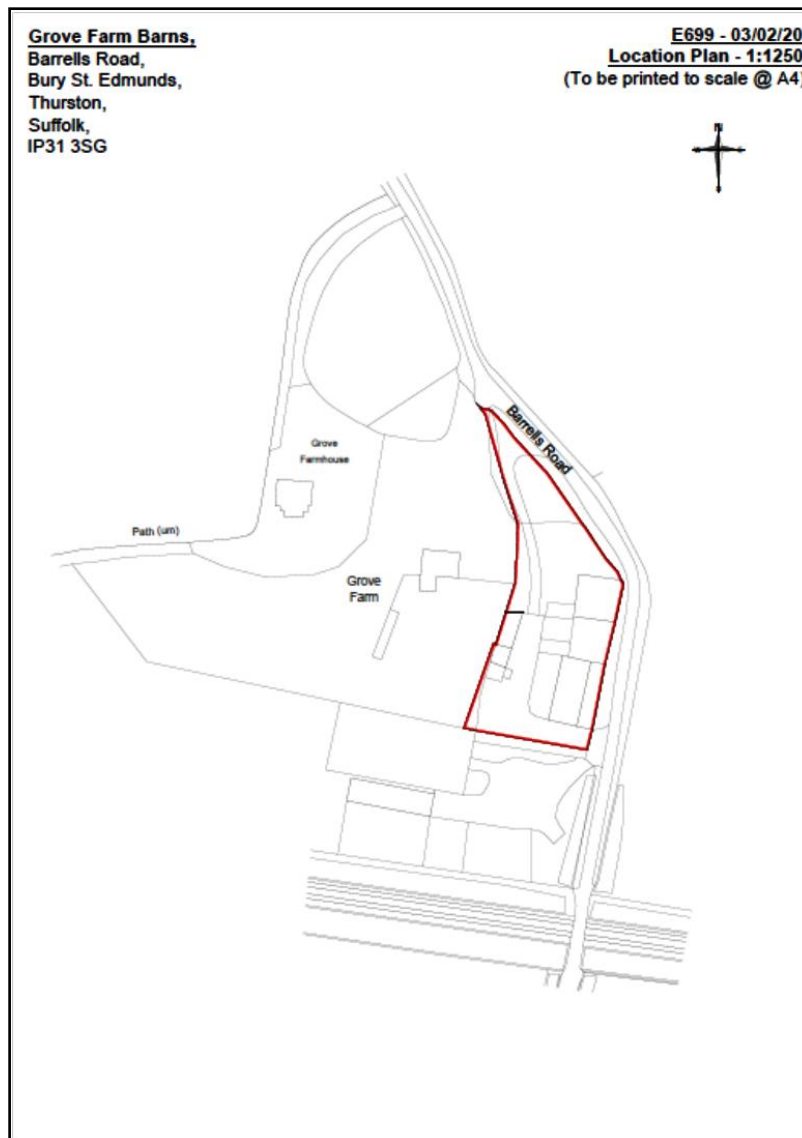 Grove Farm Barns,
Barrells Road,
Bury St. Edmunds,
Thurston,
Suffolk,
IP31 3SG
E699 - 03/02/20
Location Plan - 1:1250
(To be printed to scale @ A4)
N
Barrells Road
Grove
Farmhouse
Path (um)
Grove
Farm